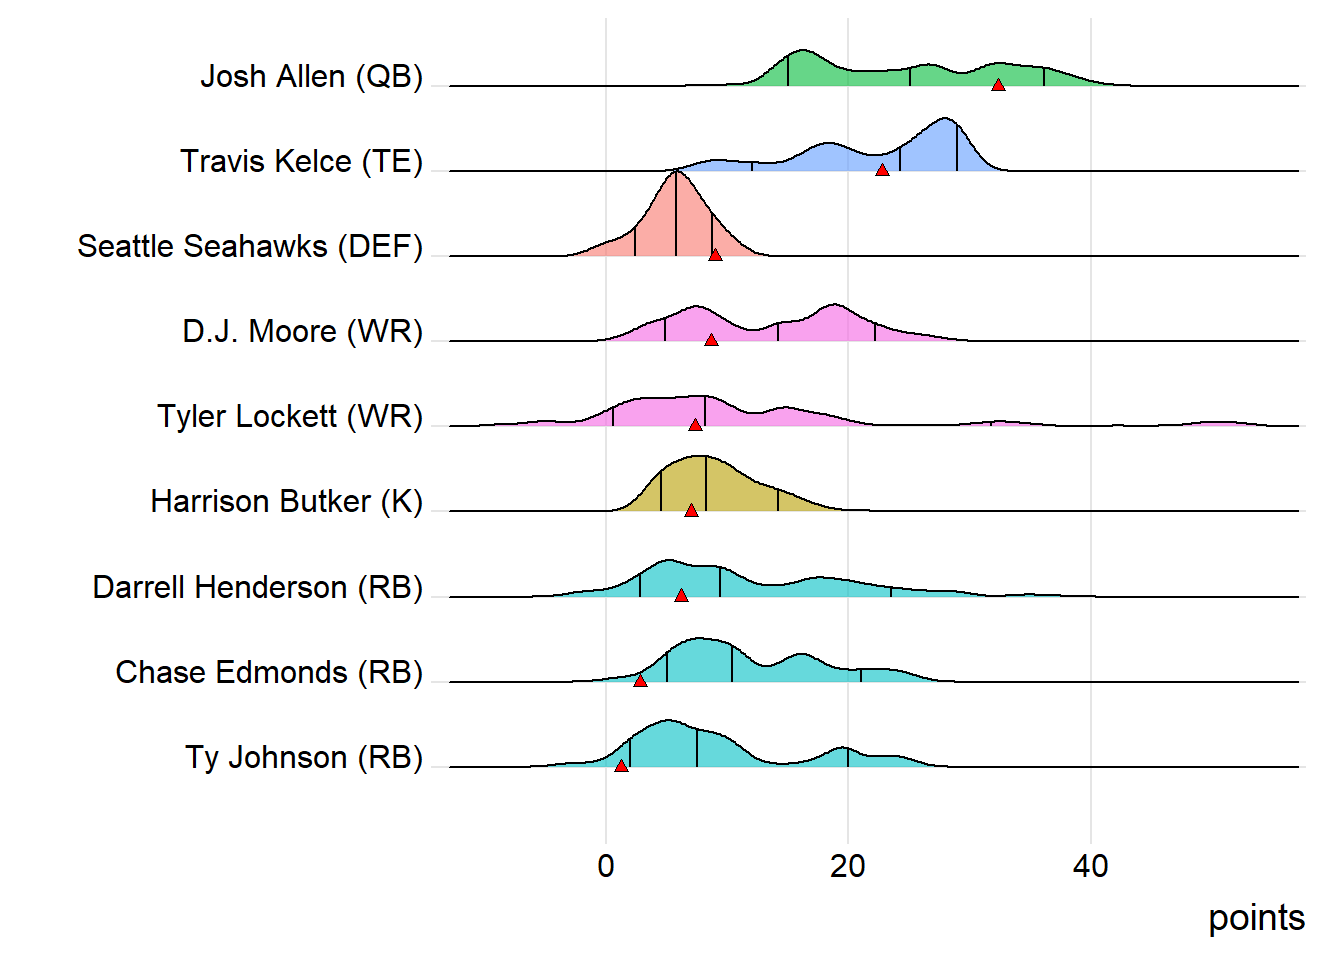 Josh Allen (QB)
Travis Kelce (TE)
Seattle Seahawks (DEF)
D.J. Moore (WR)
Tyler Lockett (WR)
Harrison Butker (K)
Darrell Henderson (RB)
Chase Edmonds (RB)
Ty Johnson (RB)
0 20 40
points